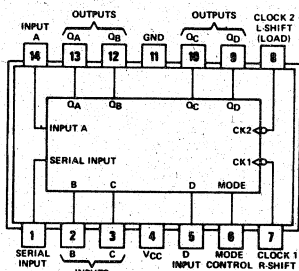 INPUT A
OUTPUTS
QA QB
GND
OUTPUTS
QC QD
CLOCK 2 L-SHIFT (LOAD)
14 13 12 11 10 9 8
QA QB QC QD
INPUT A
CK2
SERIAL INPUT
CK1
B C D MODE
1 2 3 4 5 6 7
SERIAL INPUT
B C
INPUTS
VCC
D INPUT
MODE CONTROL
CLOCK 1 R-SHIFT